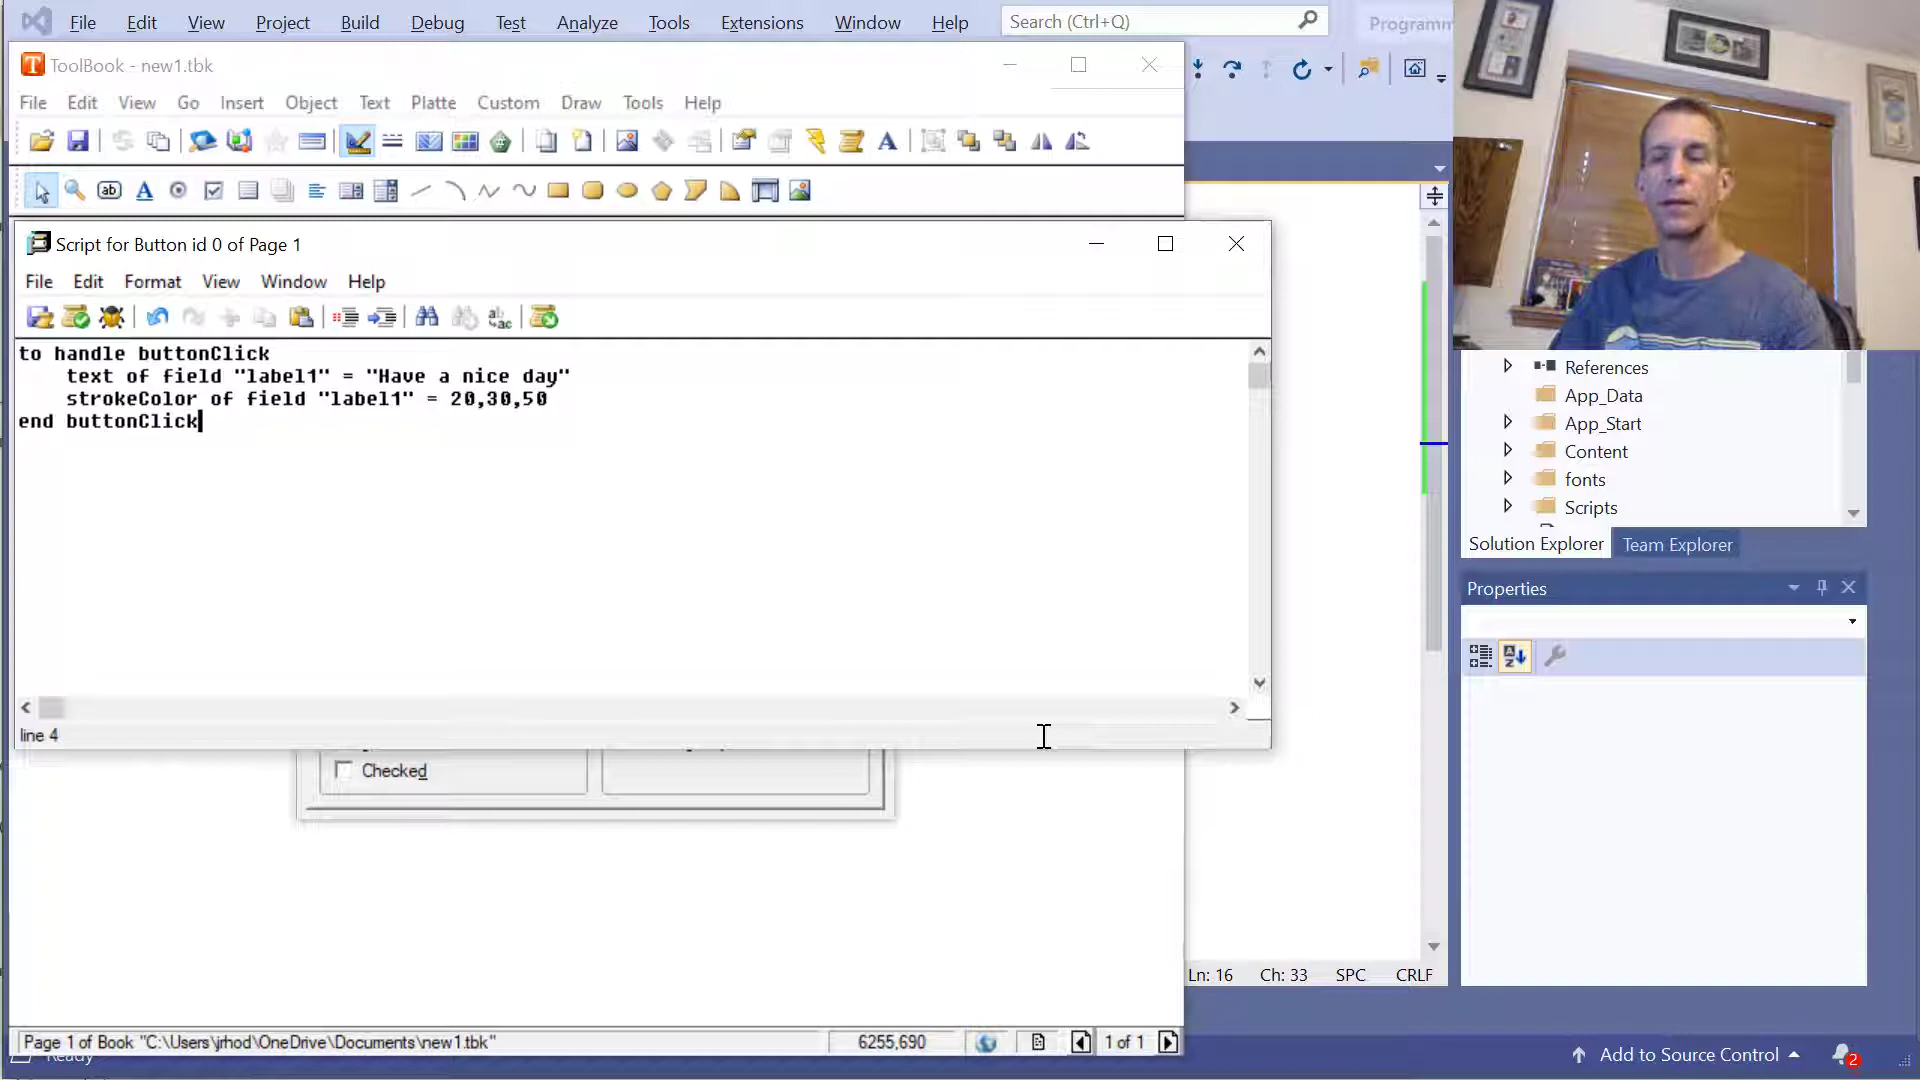 File Edit View Project Build Debug Test Analyze Tools Extensions Window Help Search (Ctrl+Q) Programm
ToolBook - new1.tbk
File Edit View Go Insert Object Text Platte Custom Draw Tools Help
Script for Button id 0 of Page 1
File Edit Format View Window Help
to handle buttonClick
text of field "label1" = "Have a nice day"
strokeColor of field "label1" = 20,30,50
end buttonClick
line 4
Checked
Page 1 of Book "C:\Users\jrhod\OneDrive\Documents\new1.tbk" 6255,690 1 of 1
Ready
References
App_Data
App_Start
Content
fonts
Scripts
Solution Explorer Team Explorer
Properties
Ln: 16 Ch: 33 SPC CRLF
Add to Source Control 2